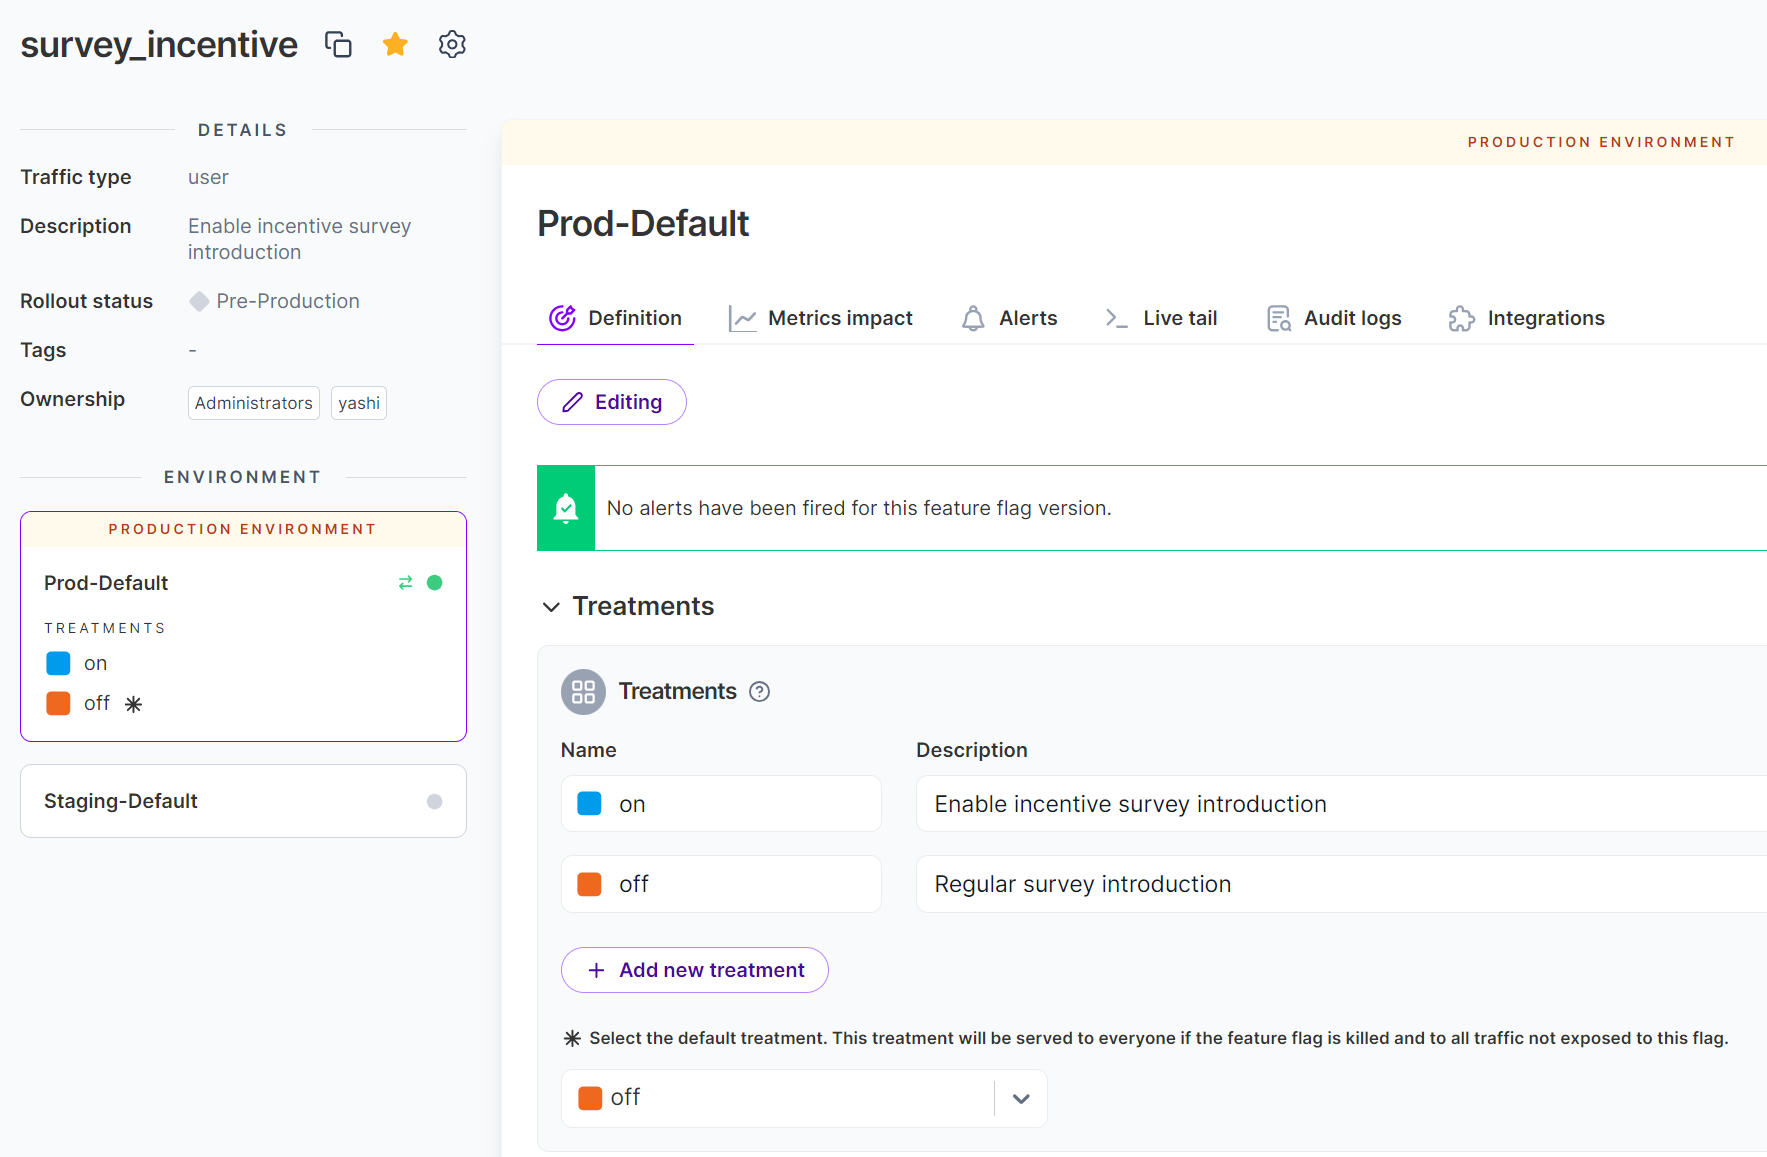 survey_incentive
DETAILS
Traffic type user
Description Enable incentive survey
introduction
Rollout status Pre-Production
Tags -
Ownership Administrators yashi
ENVIRONMENT
PRODUCTION ENVIRONMENT
Prod-Default
TREATMENTS
on
off
Staging-Default
PRODUCTION ENVIRONMENT
Prod-Default
Definition Metrics impact Alerts Live tail Audit logs Integrations
Editing
No alerts have been fired for this feature flag version.
Treatments
Treatments
Name Description
on Enable incentive survey introduction
off Regular survey introduction
+ Add new treatment
Select the default treatment. This treatment will be served to everyone if the feature flag is killed and to all traffic not exposed to this flag.
off